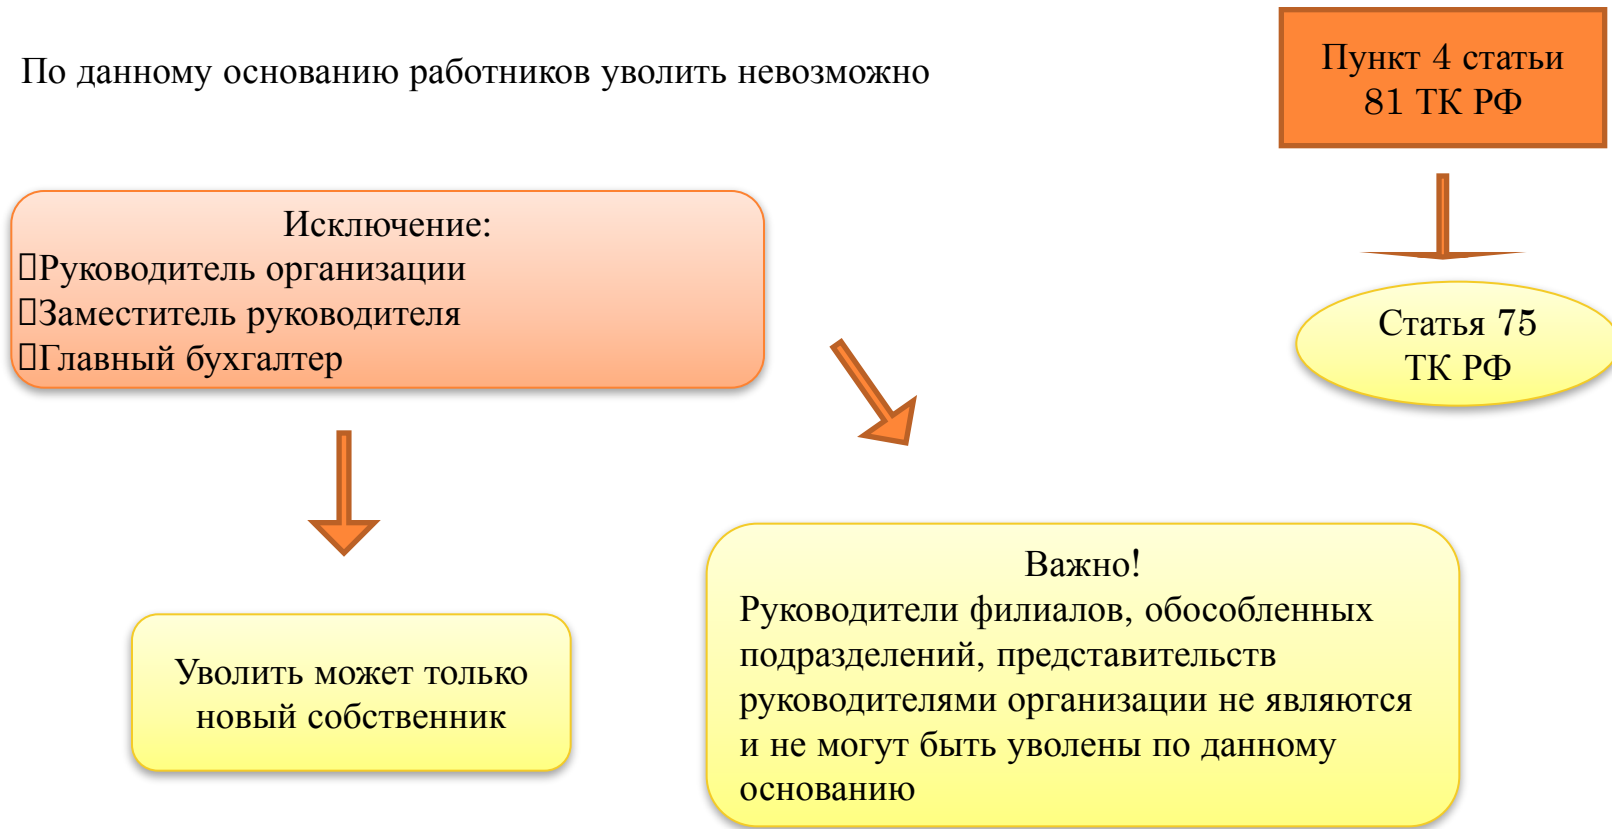 По данному основанию работников уволить невозможно
Пункт 4 статьи
81 ТК РФ
Исключение:
Руководитель организации
Заместитель руководителя
Главный бухгалтер
Статья 75
ТК РФ
Уволить может только
новый собственник
Важно!
Руководители филиалов, обособленных
подразделений, представительств
руководителями организации не являются
и не могут быть уволены по данному
основанию